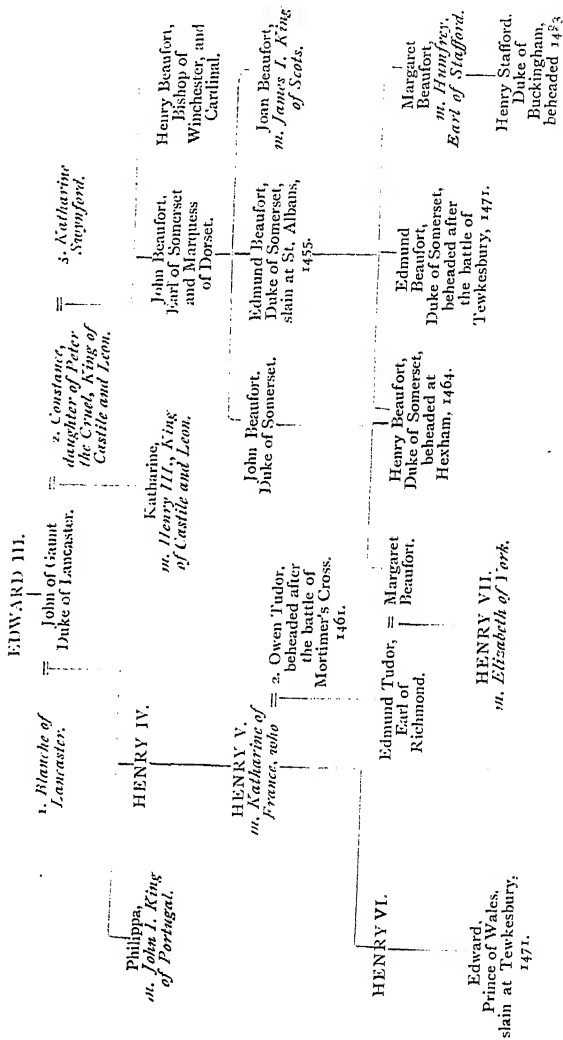 EDWARD III.
1. Blanche of
Lancaster.
=
John of Gaunt
Duke of Lancaster.
=
2. Constance,
daughter of Peter
the Cruel, King of
Castile and Leon.
=
3. Katharine
Swynford.
Philippa,
m. John I. King
of Portugal.
HENRY IV.
Katharine,
m. Henry III., King
of Castile and Leon.
John Beaufort,
Earl of Somerset
and Marquess
of Dorset.
Henry Beaufort,
Bishop of
Winchester, and
Cardinal.
HENRY V.
m. Katharine of
France, who
=
2. Owen Tudor,
beheaded after
the battle of
Mortimer's Cross.
1461.
John Beaufort.
Duke of Somerset.
Edmund Beaufort,
Duke of Somerset,
slain at St. Albans,
1455.
Joan Beaufort,
m. James I. King
of Scots.
HENRY VI.
Edmund Tudor,
Earl of
Richmond.
=
Margaret
Beaufort.
Henry Beaufort,
Duke of Somerset,
beheaded at
Hexham, 1464.
Edmund
Beaufort,
Duke of Somerset,
beheaded after
the battle of
Tewkesbury, 1471.
Margaret
Beaufort,
m. Humfrey,
Earl of Stafford.
Edward.
Prince of Wales.
slain at Tewkesbury.
1471.
HENRY VII.
m. Elizabeth of York.
Henry Stafford.
Duke of
Buckingham,
beheaded 1483